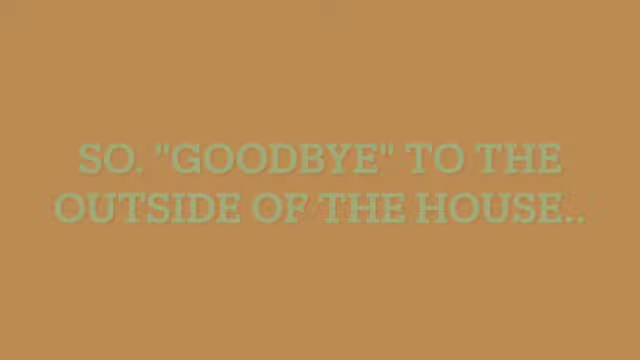 SO. "GOODBYE" TO THE
OUTSIDE OF THE HOUSE..